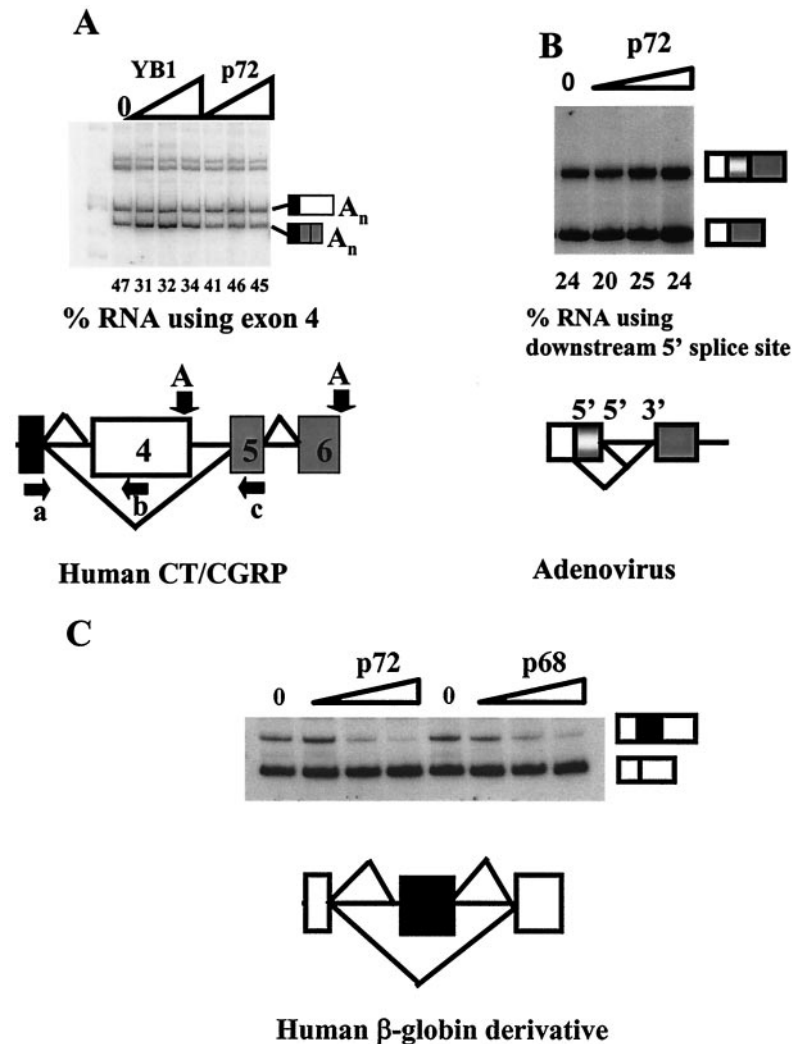 A
YB1 p72
0
An
An
47 31 32 34 41 46 45
% RNA using exon 4
A A
4 5 6
a b c
Human CT/CGRP
B
p72
0
24 20 25 24
% RNA using
downstream 5’ splice site
5’ 5’ 3’
Adenovirus
C
p72 p68
0 0
Human β-globin derivative